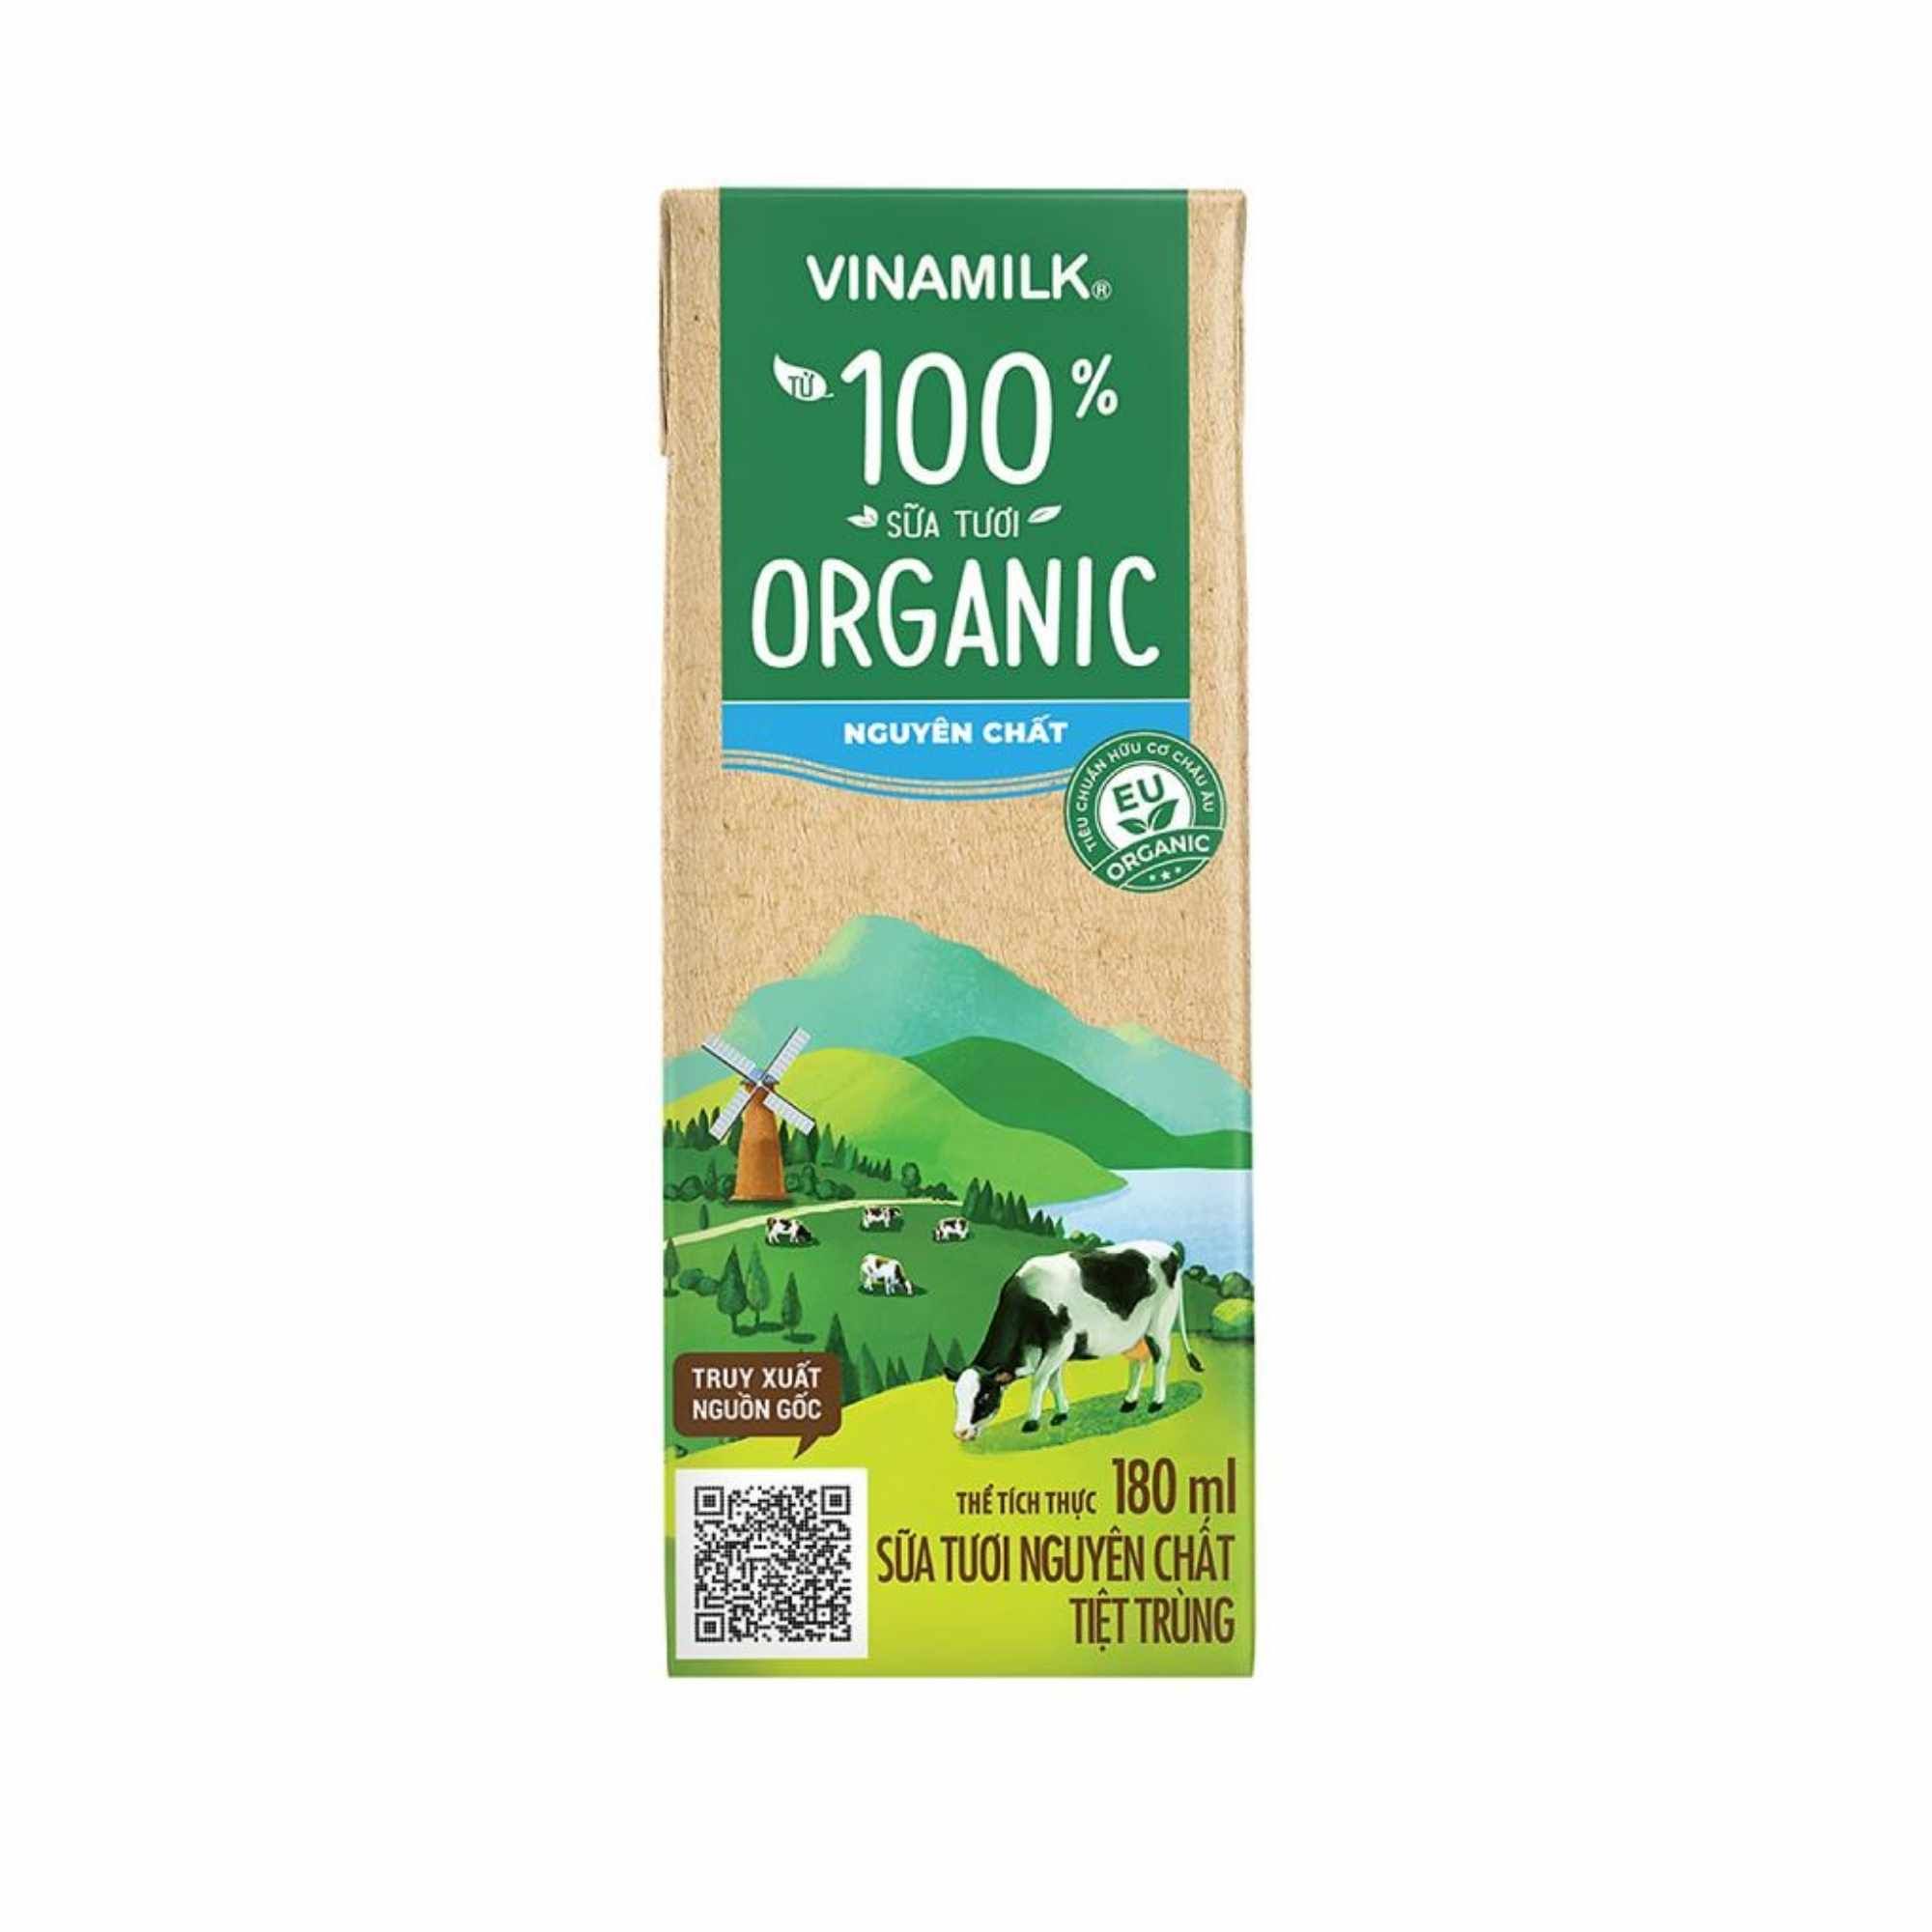 VINAMILK®
TỪ 100%
SỮA TƯƠI
ORGANIC
NGUYÊN CHẤT
TIÊU CHUẨN HỮU CƠ CHÂU ÂU
EU
ORGANIC
TRUY XUẤT
NGUỒN GỐC
THỂ TÍCH THỰC 180 ml
SỮA TƯƠI NGUYÊN CHẤT
TIỆT TRÙNG